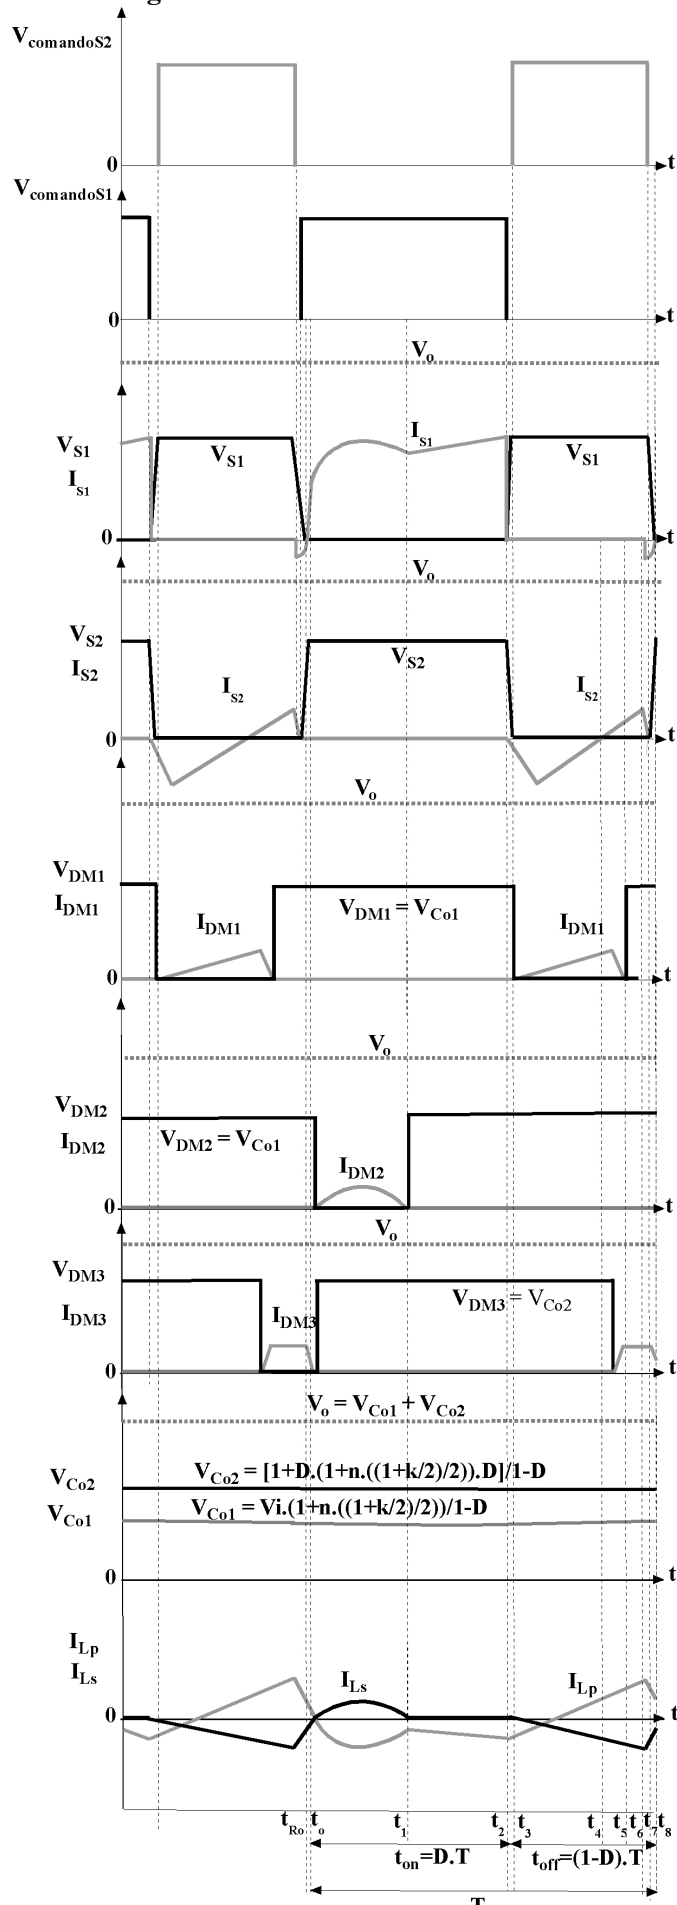 g
V_comandoS2
0 t
V_comandoS1
0 t
V_o
V_S1 I_S1 V_S1
I_S1 V_S1
0 t
V_o
V_S2 V_S2
I_S2 I_S2 I_S2
0 t
V_o
V_DM1
I_DM1 I_DM1 V_DM1 = V_Co1 I_DM1
0 t
V_o
V_DM2
I_DM2 V_DM2 = V_Co1 I_DM2
0 t
V_o
V_DM3 V_DM3 = V_Co2
I_DM3 I_DM3
0 t
V_o = V_Co1 + V_Co2
V_Co2 V_Co2 = [1+D.(1+n.((1+k/2)/2)).D]/1-D
V_Co1 V_Co1 = Vi.(1+n.((1+k/2)/2))/1-D
0 t
I_Lp
I_Ls I_Ls I_Lp
0 t
t_Ro t_o t_1 t_2 t_3 t_4 t_5 t_6 t_7 t_8
t_on=D.T t_off=(1-D).T
T